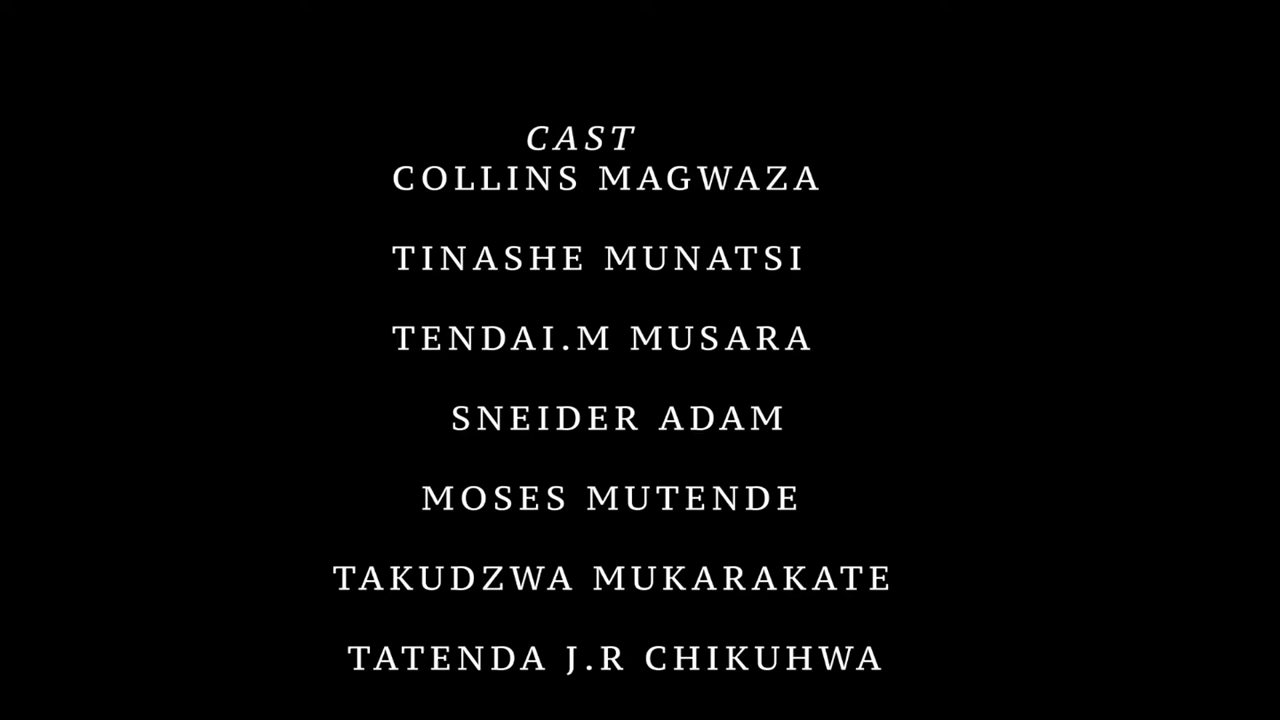 CAST
COLLINS MAGWAZA
TINASHE MUNATSI
TENDAI.M MUSARA
SNEIDER ADAM
MOSES MUTENDE
TAKUDZWA MUKARAKATE
TATENDA J.R CHIKUHWA